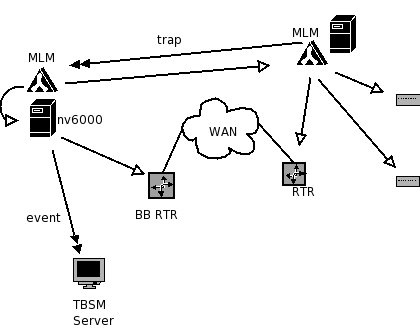 MLM
trap
MLM
nv6000
WAN
RTR
BB RTR
event
TBSM
Server